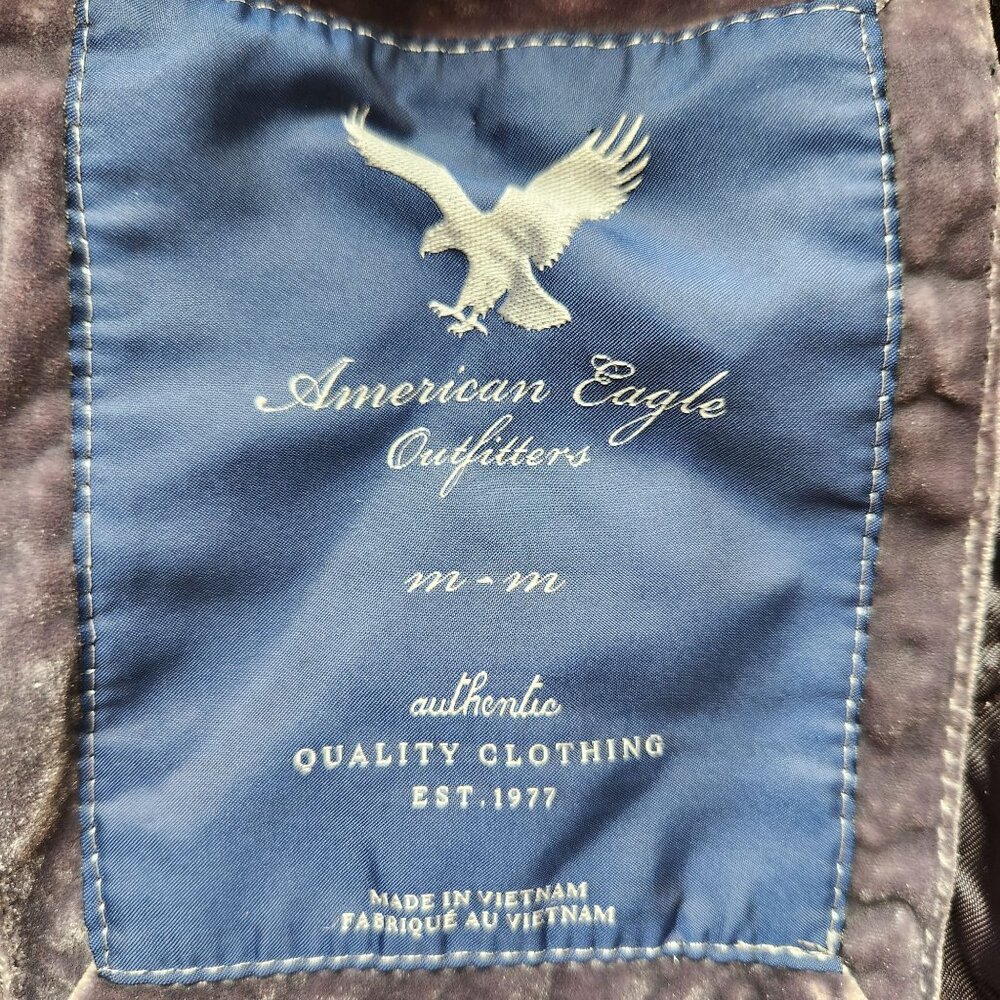 American Eagle
Outfitters
m - m
authentic
QUALITY CLOTHING
EST. 1977
MADE IN VIETNAM
FABRIQUÉ AU VIETNAM